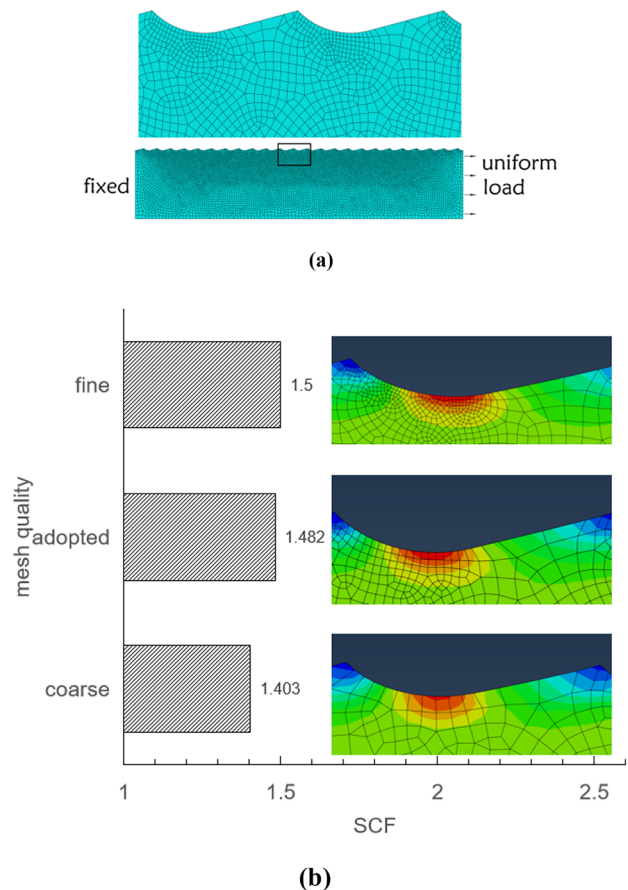 fixed
uniform
load
(a)
fine
1.5
adopted
1.482
coarse
1.403
mesh quality
1
1.5
2
2.5
SCF
(b)